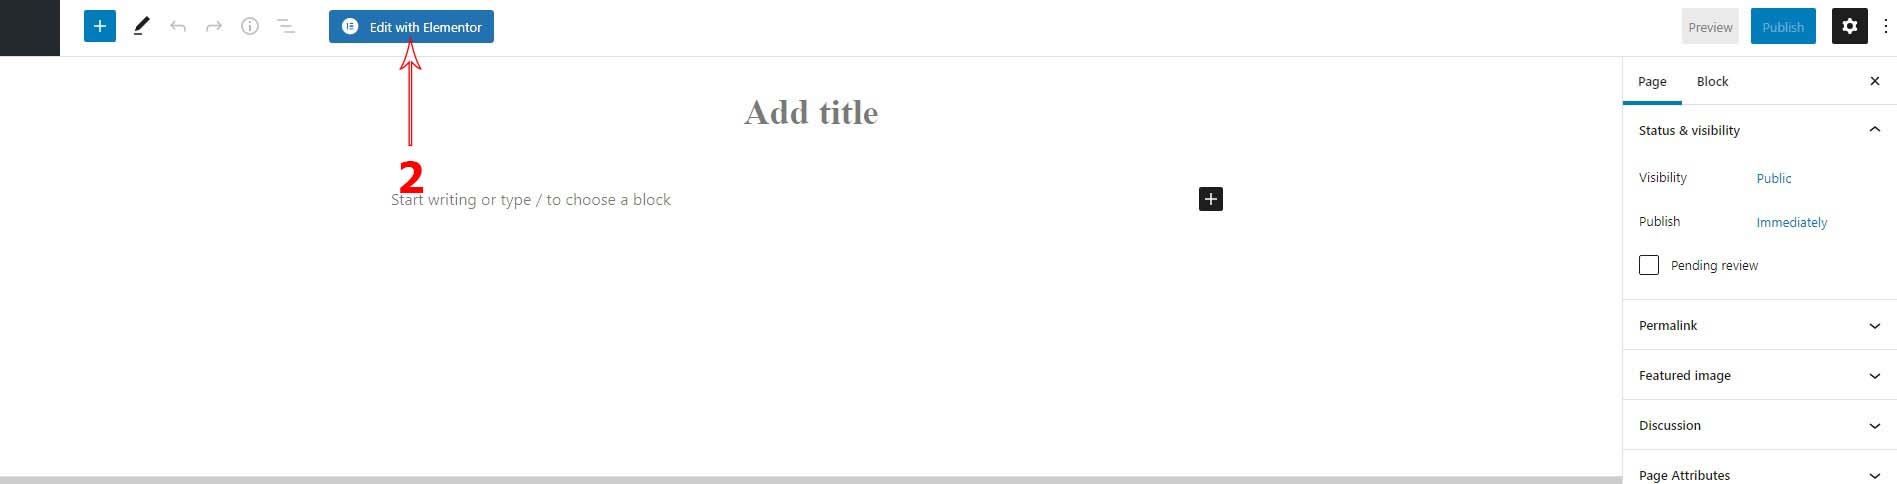 Edit with Elementor
Preview
Publish
2
Add title
Start writing or type / to choose a block
Page
Block
Status & visibility
Visibility
Public
Publish
Immediately
Pending review
Permalink
Featured image
Discussion
Page Attributes